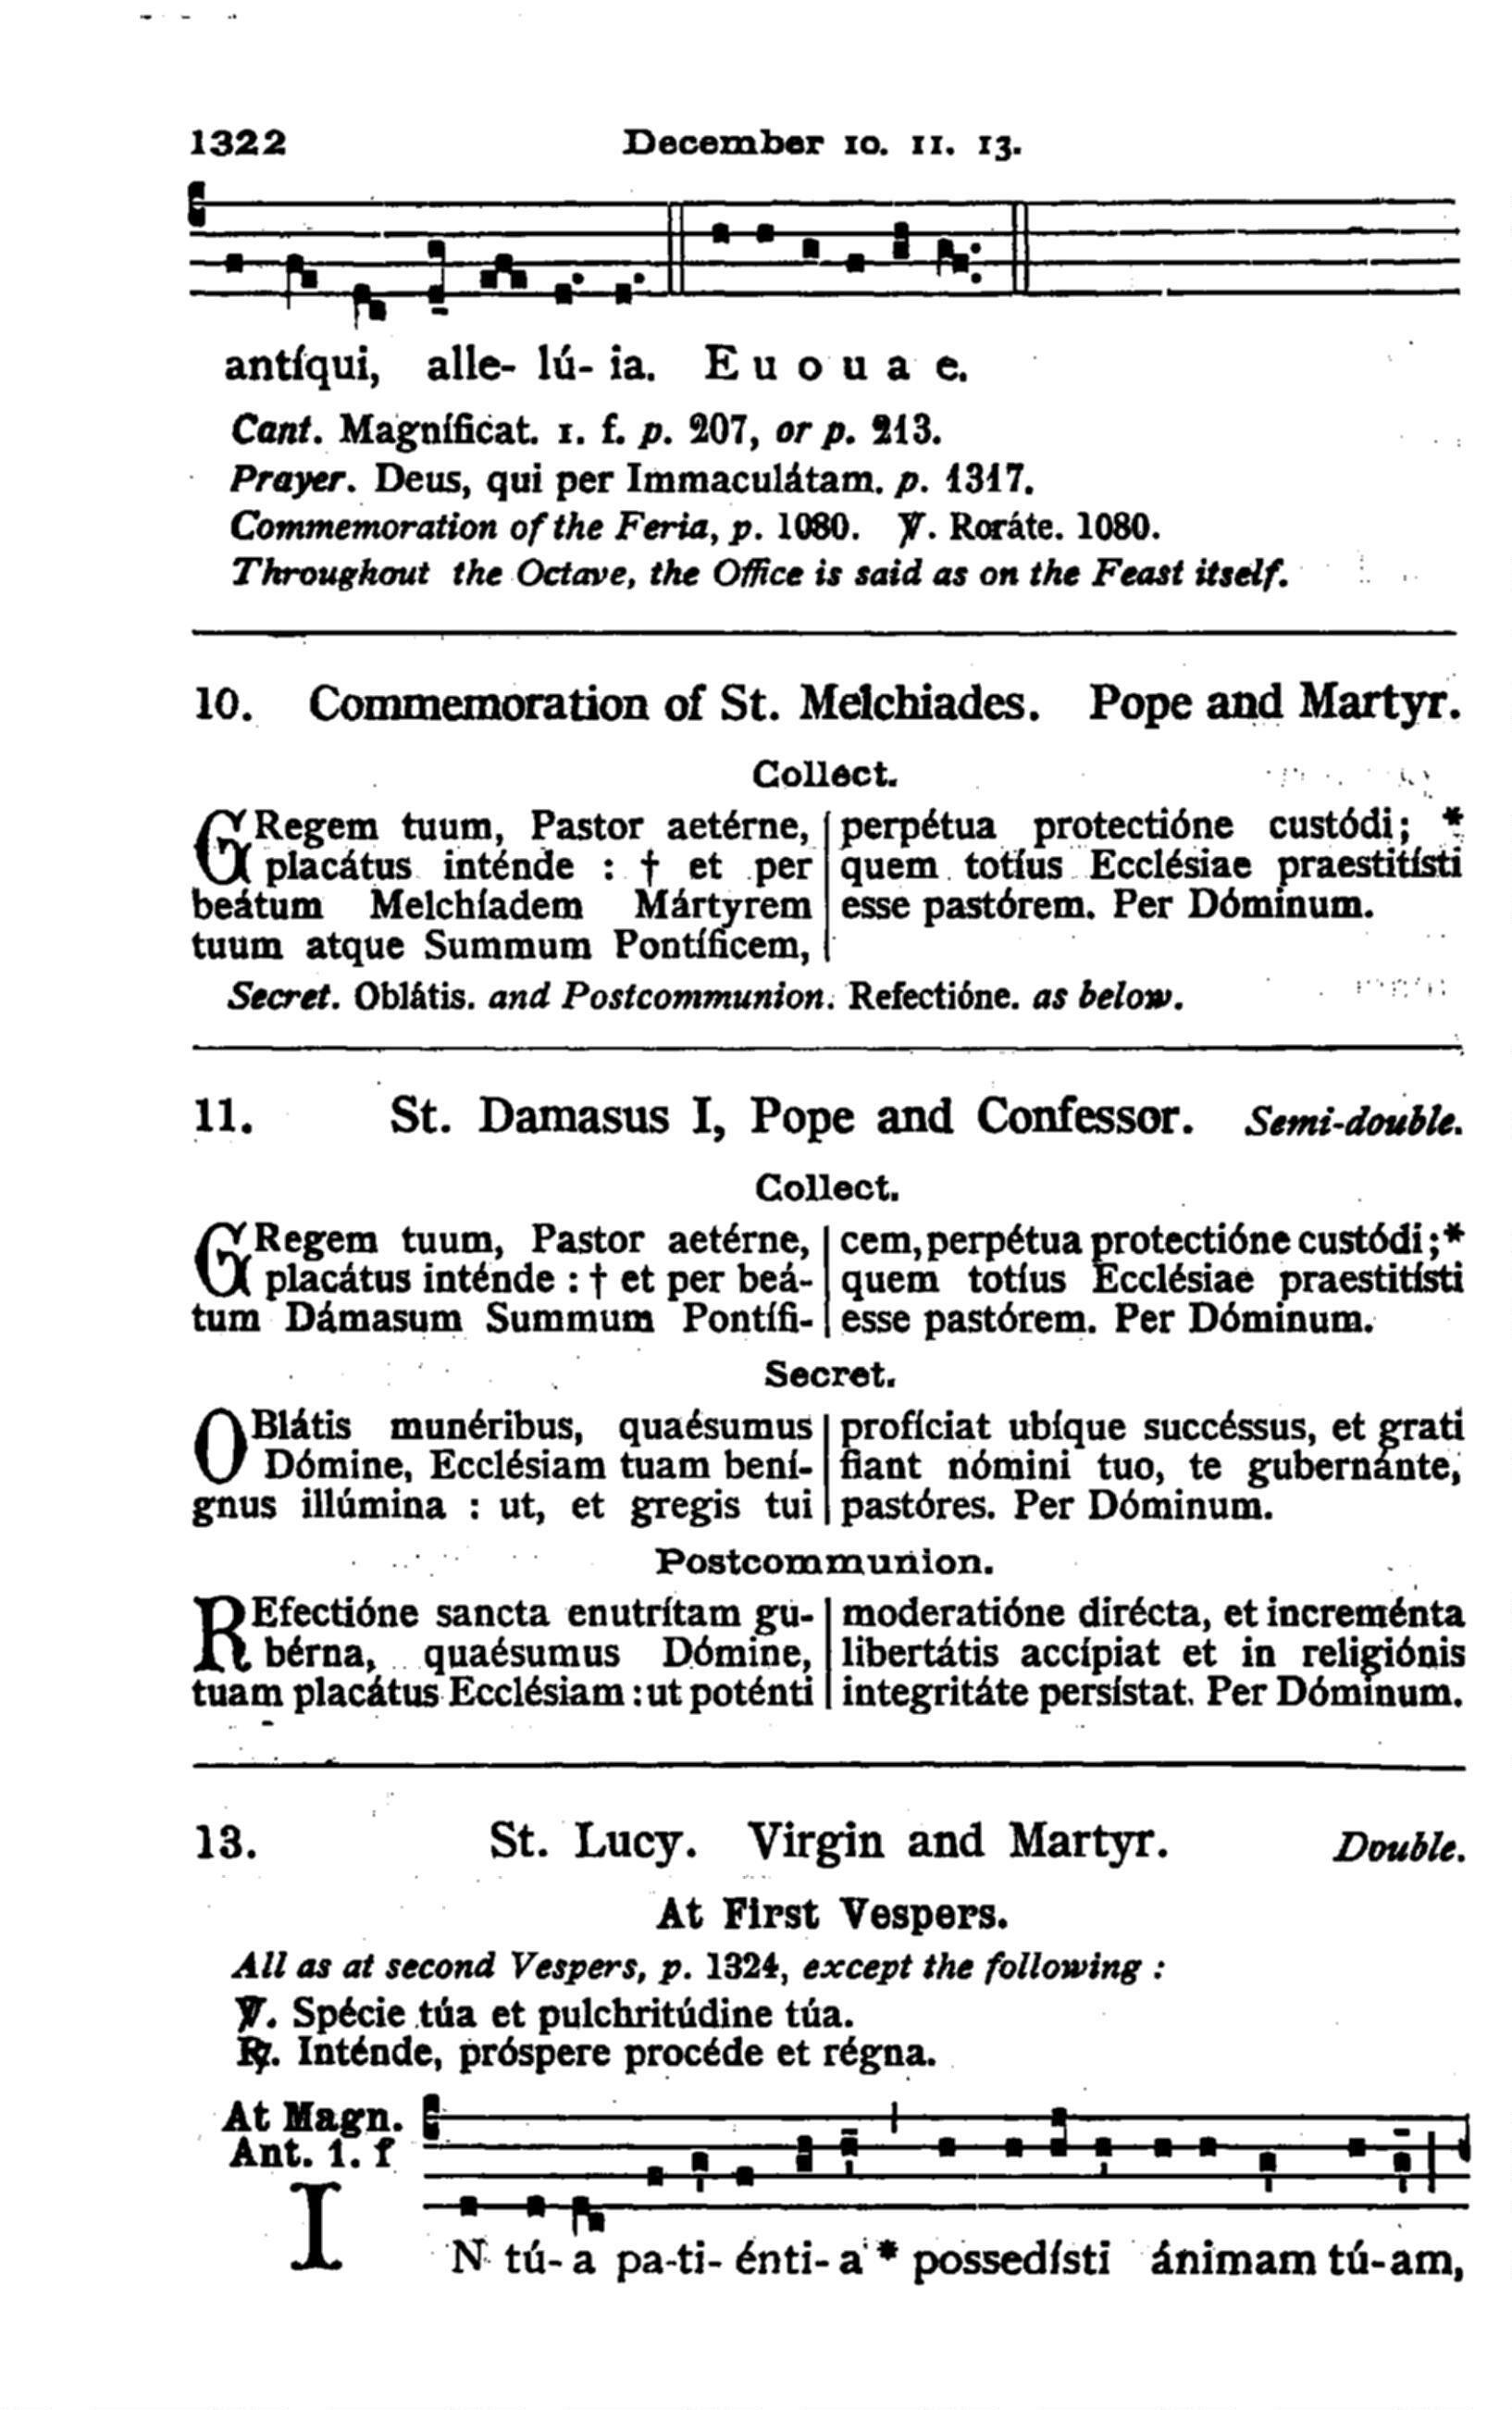 1322 December 10. 11. 13.
antíqui, alle- lú- ia. E u o u a e.
Cant. Magníficat. 1. f. p. 207, or p. 213.
Prayer. Deus, qui per Immaculátam. p. 1317.
Commemoration of the Feria, p. 1080. ℣. Roráte. 1080.
Throughout the Octave, the Office is said as on the Feast itself.
10. Commemoration of St. Melchiades. Pope and Martyr.
Collect.
GRegem tuum, Pastor aetérne,
placátus inténde : † et per
beátum Melchíadem Mártyrem
tuum atque Summum Pontíficem,
perpétua protectióne custódi; *
quem totíus Ecclésiae praestitísti
esse pastórem. Per Dóminum.
Secret. Oblátis. and Postcommunion. Refectióne. as below.
11. St. Damasus I, Pope and Confessor. Semi-double.
Collect.
GRegem tuum, Pastor aetérne,
placátus inténde : † et per beá-
tum Dámasum Summum Pontífi-
cem, perpétua protectióne custódi ;*
quem totíus Ecclésiae praestitísti
esse pastórem. Per Dóminum.
Secret.
OBlátis munéribus, quaésumus
Dómine, Ecclésiam tuam bení-
gnus illúmina : ut, et gregis tui
profíciat ubíque succéssus, et grati
fiant nómini tuo, te gubernánte,
pastóres. Per Dóminum.
Postcommunion.
REfectióne sancta enutrítam gu-
bérna, quaésumus Dómine,
tuam placátus Ecclésiam : ut poténti
moderatióne dirécta, et increménta
libertátis accípiat et in religiónis
integritáte persístat. Per Dóminum.
13. St. Lucy. Virgin and Martyr. Double.
At First Vespers.
All as at second Vespers, p. 1324, except the following :
℣. Spécie túa et pulchritúdine túa.
℟. Inténde, próspere procéde et régna.
At Magn.
Ant. 1. f
IN tú- a pa-ti- énti- a * possedísti ánimam tú-am,